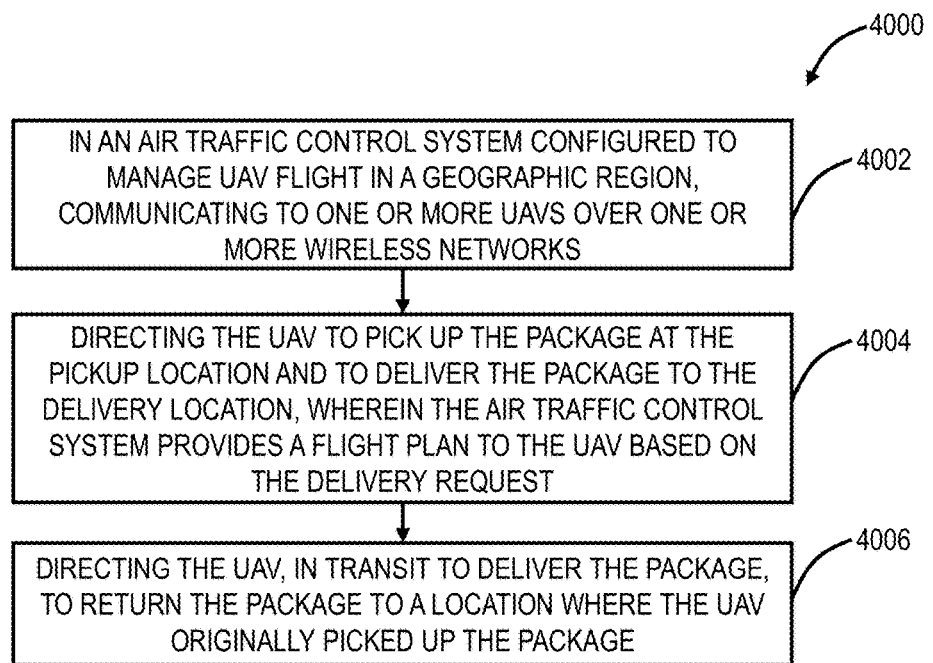 4000
IN AN AIR TRAFFIC CONTROL SYSTEM CONFIGURED TO
MANAGE UAV FLIGHT IN A GEOGRAPHIC REGION,
COMMUNICATING TO ONE OR MORE UAVS OVER ONE OR
MORE WIRELESS NETWORKS
4002
DIRECTING THE UAV TO PICK UP THE PACKAGE AT THE
PICKUP LOCATION AND TO DELIVER THE PACKAGE TO THE
DELIVERY LOCATION, WHEREIN THE AIR TRAFFIC CONTROL
SYSTEM PROVIDES A FLIGHT PLAN TO THE UAV BASED ON
THE DELIVERY REQUEST
4004
DIRECTING THE UAV, IN TRANSIT TO DELIVER THE PACKAGE,
TO RETURN THE PACKAGE TO A LOCATION WHERE THE UAV
ORIGINALLY PICKED UP THE PACKAGE
4006